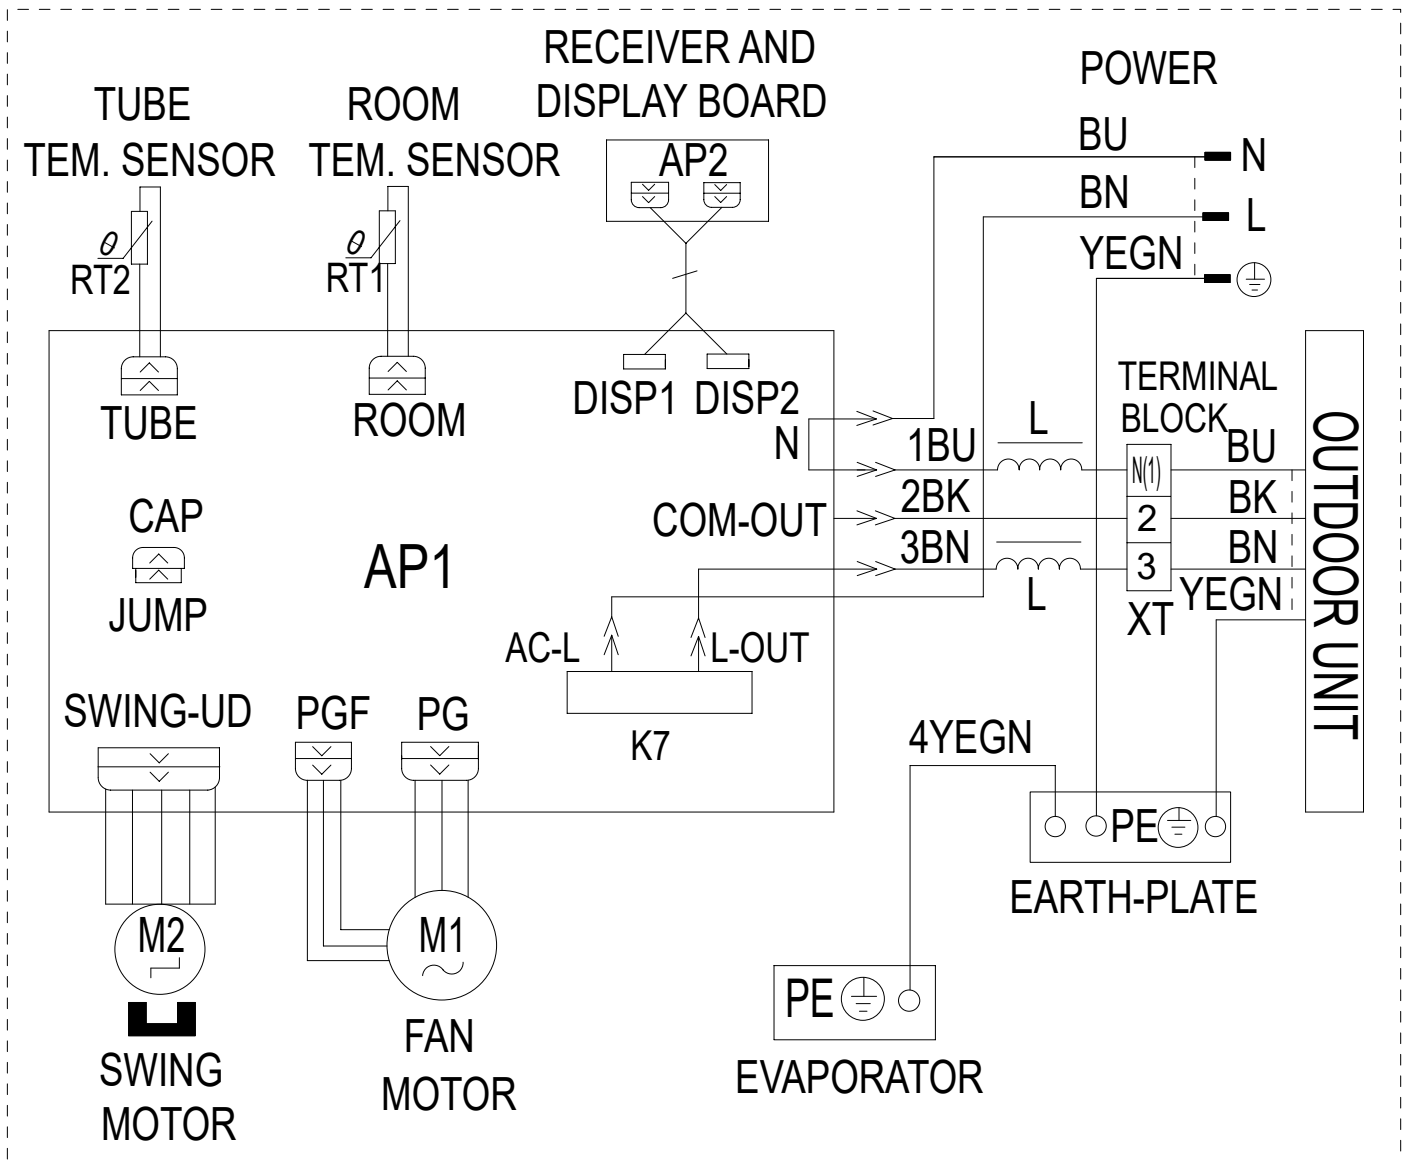 RECEIVER AND
DISPLAY BOARD
POWER
TUBE
TEM. SENSOR
ROOM
TEM. SENSOR
AP2
BU
N
BN
L
YEGN
θ
RT2
θ
RT1
TUBE
ROOM
DISP1
DISP2
N
TERMINAL
BLOCK
L
1BU
N(1)
BU
2BK
2
BK
COM-OUT
3BN
3
BN
L
XT
YEGN
OUTDOOR UNIT
CAP
JUMP
AP1
AC-L
L-OUT
K7
SWING-UD
PGF
PG
4YEGN
PE
EARTH-PLATE
M2
M1
SWING
MOTOR
FAN
MOTOR
PE
EVAPORATOR